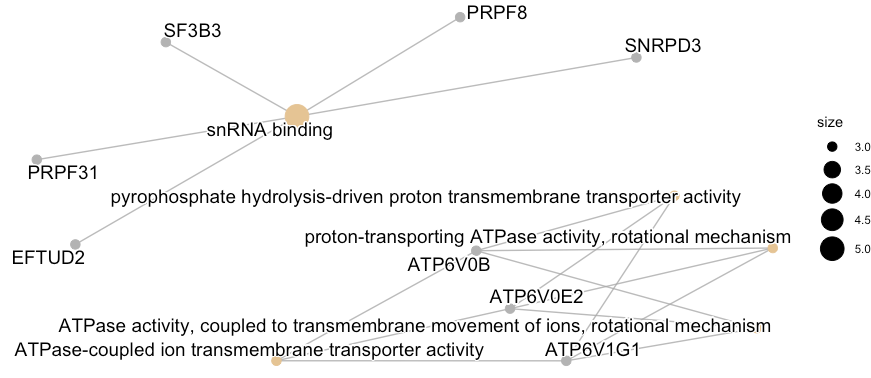 PRPF8
SF3B3
SNRPD3
size
snRNA binding
3.0
PRPF31
3.5
pyrophosphate hydrolysis-driven proton transmembrane transporter activity
4.0
4.5
proton-transporting ATPase activity, rotational mechanism
5.0
EFTUD2
ATP6V0B
ATP6V0E2
ATPase activity, coupled to transmembrane movement of ions, rotational mechanism
ATPase-coupled ion transmembrane transporter activity
ATP6V1G1